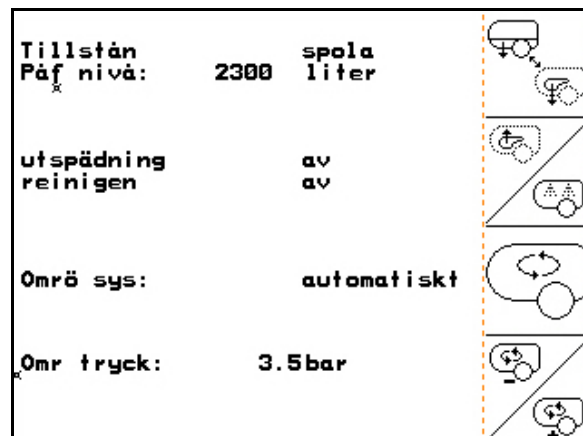 Tillstån spola
Påf nivå: 2300 liter
utspädning av
reinigen av
Omrö sys: automatiskt
Omr tryck: 3.5bar